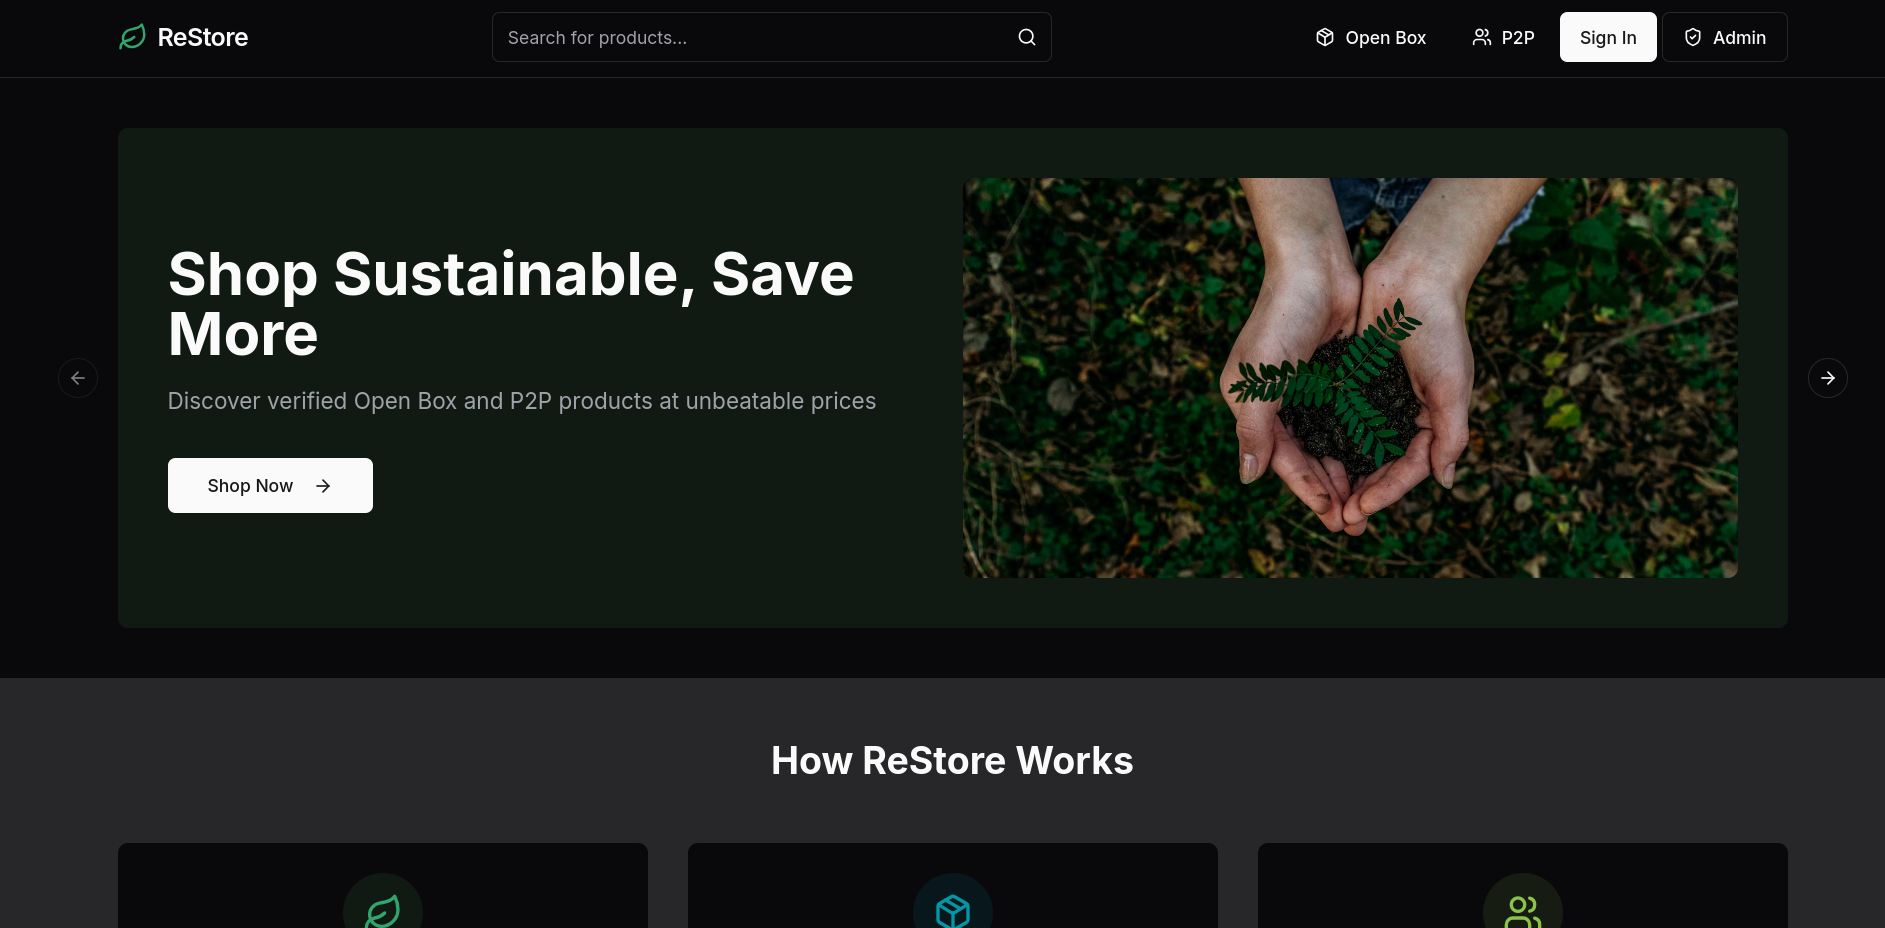 ReStore
Search for products...
Open Box
P2P
Sign In
Admin
Shop Sustainable, Save
More
Discover verified Open Box and P2P products at unbeatable prices
Shop Now
How ReStore Works